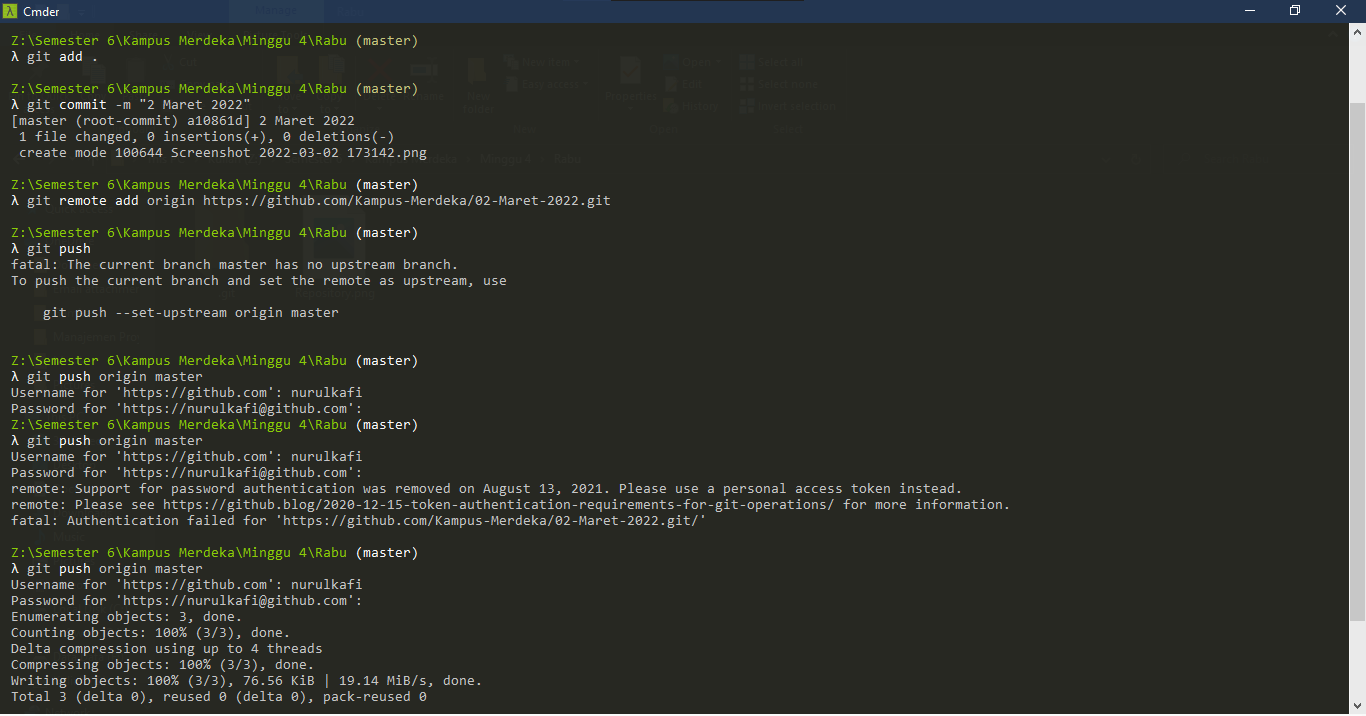 Cmder
Z:\Semester 6\Kampus Merdeka\Minggu 4\Rabu (master)
λ git add .
Z:\Semester 6\Kampus Merdeka\Minggu 4\Rabu (master)
λ git commit -m "2 Maret 2022"
[master (root-commit) a10861d] 2 Maret 2022
1 file changed, 0 insertions(+), 0 deletions(-)
create mode 100644 Screenshot 2022-03-02 173142.png
Z:\Semester 6\Kampus Merdeka\Minggu 4\Rabu (master)
λ git remote add origin https://github.com/Kampus-Merdeka/02-Maret-2022.git
Z:\Semester 6\Kampus Merdeka\Minggu 4\Rabu (master)
λ git push
fatal: The current branch master has no upstream branch.
To push the current branch and set the remote as upstream, use
git push --set-upstream origin master
Z:\Semester 6\Kampus Merdeka\Minggu 4\Rabu (master)
λ git push origin master
Username for 'https://github.com': nurulkafi
Password for 'https://nurulkafi@github.com':
Z:\Semester 6\Kampus Merdeka\Minggu 4\Rabu (master)
λ git push origin master
Username for 'https://github.com': nurulkafi
Password for 'https://nurulkafi@github.com':
remote: Support for password authentication was removed on August 13, 2021. Please use a personal access token instead.
remote: Please see https://github.blog/2020-12-15-token-authentication-requirements-for-git-operations/ for more information.
fatal: Authentication failed for 'https://github.com/Kampus-Merdeka/02-Maret-2022.git/'
Z:\Semester 6\Kampus Merdeka\Minggu 4\Rabu (master)
λ git push origin master
Username for 'https://github.com': nurulkafi
Password for 'https://nurulkafi@github.com':
Enumerating objects: 3, done.
Counting objects: 100% (3/3), done.
Delta compression using up to 4 threads
Compressing objects: 100% (3/3), done.
Writing objects: 100% (3/3), 76.56 KiB | 19.14 MiB/s, done.
Total 3 (delta 0), reused 0 (delta 0), pack-reused 0